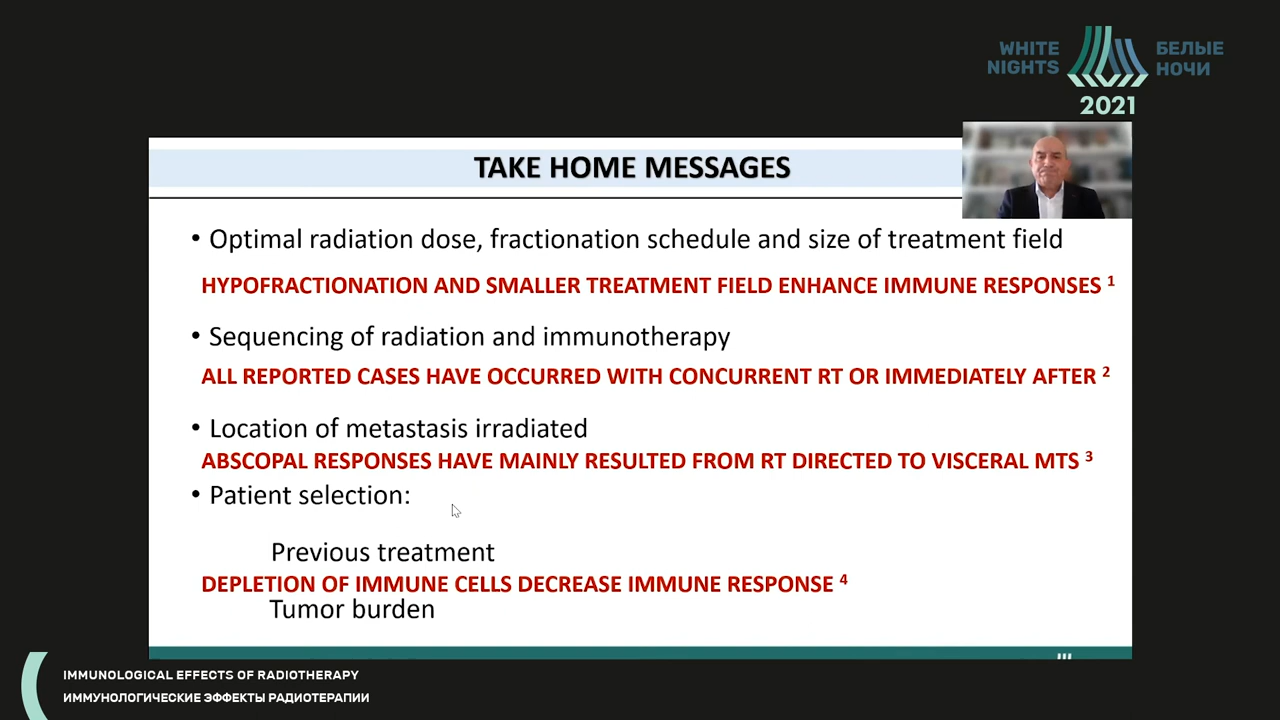 WHITE NIGHTS
БЕЛЫЕ НОЧИ
2021
TAKE HOME MESSAGES
• Optimal radiation dose, fractionation schedule and size of treatment field
HYPOFRACTIONATION AND SMALLER TREATMENT FIELD ENHANCE IMMUNE RESPONSES 1
• Sequencing of radiation and immunotherapy
ALL REPORTED CASES HAVE OCCURRED WITH CONCURRENT RT OR IMMEDIATELY AFTER 2
• Location of metastasis irradiated
ABSCOPAL RESPONSES HAVE MAINLY RESULTED FROM RT DIRECTED TO VISCERAL MTS 3
• Patient selection:
Previous treatment
DEPLETION OF IMMUNE CELLS DECREASE IMMUNE RESPONSE 4
Tumor burden
IMMUNOLOGICAL EFFECTS OF RADIOTHERAPY
ИММУНОЛОГИЧЕСКИЕ ЭФФЕКТЫ РАДИОТЕРАПИИ